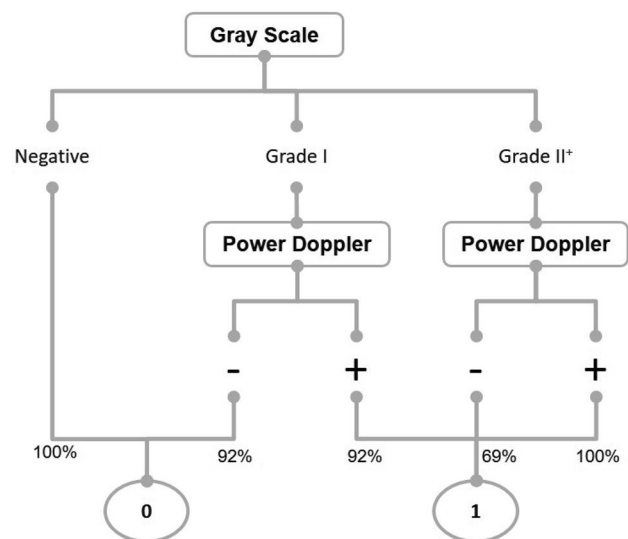 Gray Scale
Negative Grade I Grade II⁺
Power Doppler Power Doppler
- + - +
100% 92% 92% 69% 100%
0 1